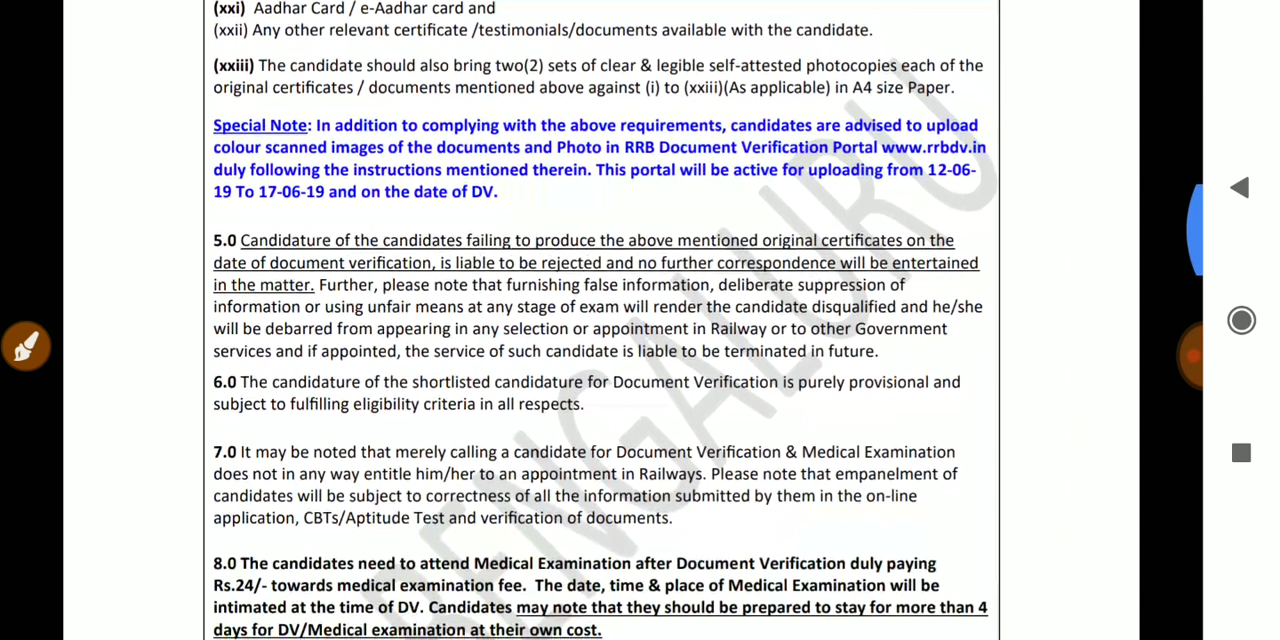 (xxi) Aadhar Card / e-Aadhar card and
(xxii) Any other relevant certificate /testimonials/documents available with the candidate.
(xxiii) The candidate should also bring two(2) sets of clear & legible self-attested photocopies each of the
original certificates / documents mentioned above against (i) to (xxiii)(As applicable) in A4 size Paper.
Special Note: In addition to complying with the above requirements, candidates are advised to upload
colour scanned images of the documents and Photo in RRB Document Verification Portal www.rrbdv.in
duly following the instructions mentioned therein. This portal will be active for uploading from 12-06-
19 To 17-06-19 and on the date of DV.
5.0 Candidature of the candidates failing to produce the above mentioned original certificates on the
date of document verification, is liable to be rejected and no further correspondence will be entertained
in the matter. Further, please note that furnishing false information, deliberate suppression of
information or using unfair means at any stage of exam will render the candidate disqualified and he/she
will be debarred from appearing in any selection or appointment in Railway or to other Government
services and if appointed, the service of such candidate is liable to be terminated in future.
6.0 The candidature of the shortlisted candidature for Document Verification is purely provisional and
subject to fulfilling eligibility criteria in all respects.
7.0 It may be noted that merely calling a candidate for Document Verification & Medical Examination
does not in any way entitle him/her to an appointment in Railways. Please note that empanelment of
candidates will be subject to correctness of all the information submitted by them in the on-line
application, CBTs/Aptitude Test and verification of documents.
8.0 The candidates need to attend Medical Examination after Document Verification duly paying
Rs.24/- towards medical examination fee. The date, time & place of Medical Examination will be
intimated at the time of DV. Candidates may note that they should be prepared to stay for more than 4
days for DV/Medical examination at their own cost.
BENGALURU